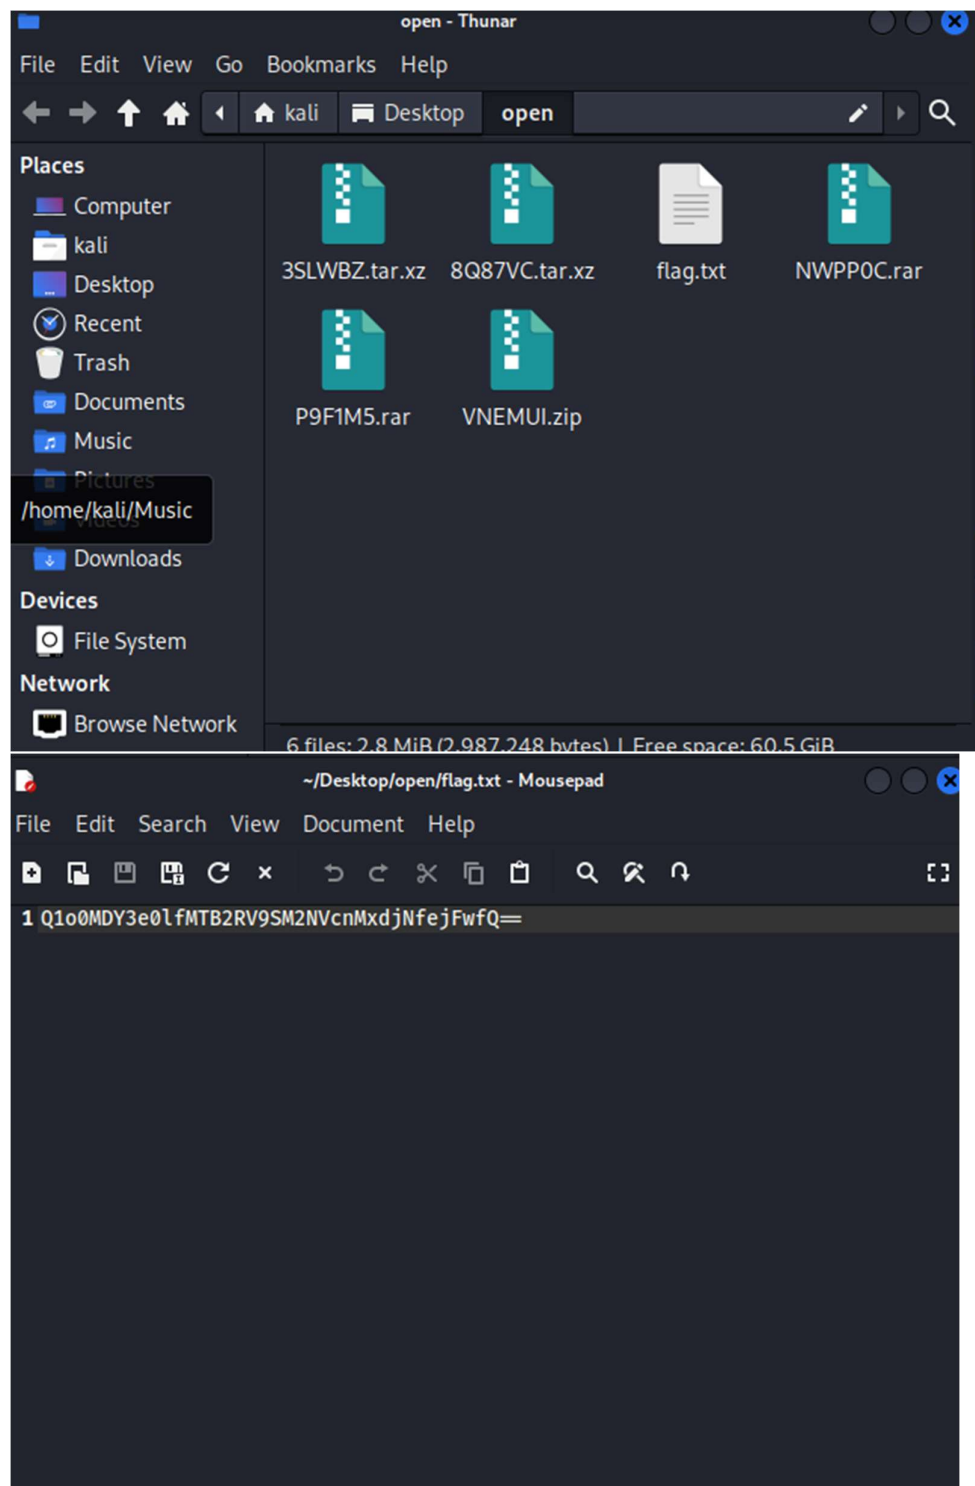 open - Thunar
File Edit View Go Bookmarks Help
kali Desktop open
Places
Computer
kali
Desktop
Recent
Trash
Documents
Music
Pictures
/home/kali/Music
Videos
Downloads
Devices
File System
Network
Browse Network
3SLWBZ.tar.xz 8Q87VC.tar.xz flag.txt NWPP0C.rar
P9F1M5.rar VNEMUI.zip
6 files: 2.8 MiB (2,987,248 bytes) | Free space: 60.5 GiB
~/Desktop/open/flag.txt - Mousepad
File Edit Search View Document Help
1 Q1o0MDY3e0lfMTB2RV9SM2NVcnMxdjNfejFwfQ==